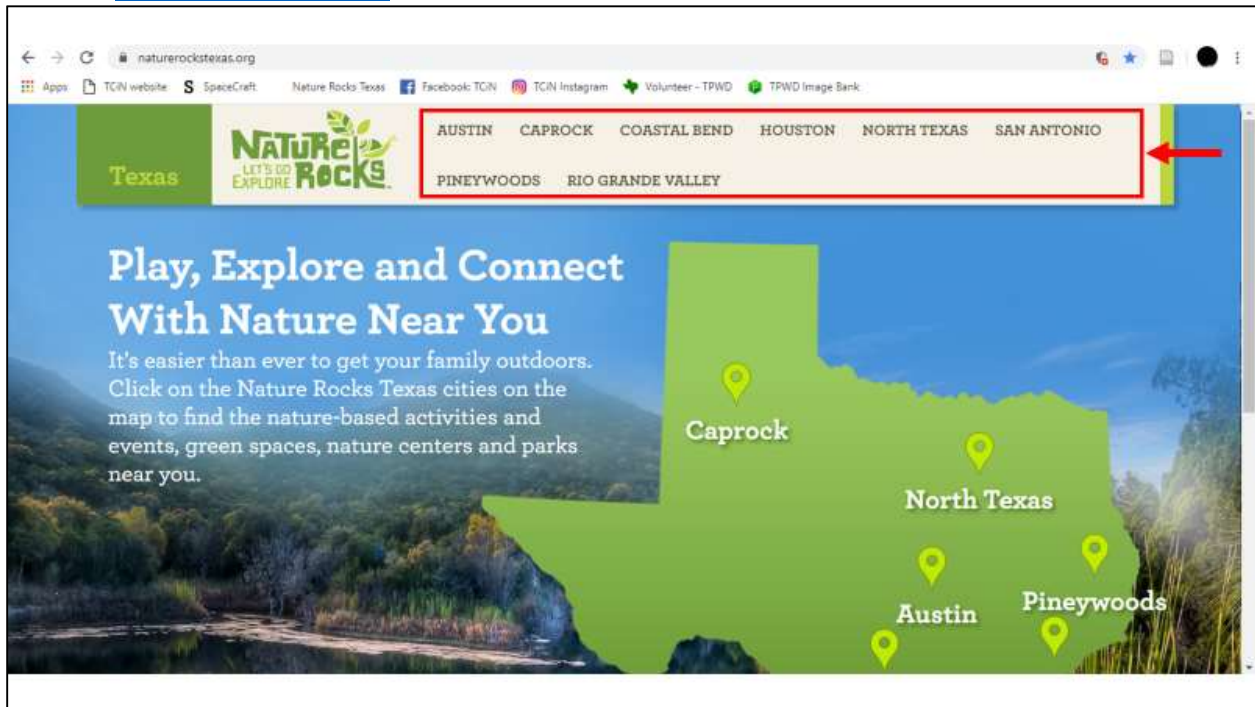 naturerockstexas.org
Apps TCiN website SpaceCraft Nature Rocks Texas Facebook: TCiN TCiN Instagram Volunteer - TPWD TPWD Image Bank
Texas
NATURE
LET'S GO
EXPLORE ROCKS
AUSTIN CAPROCK COASTAL BEND HOUSTON NORTH TEXAS SAN ANTONIO
PINEYWOODS RIO GRANDE VALLEY
Play, Explore and Connect
With Nature Near You
It's easier than ever to get your family outdoors.
Click on the Nature Rocks Texas cities on the
map to find the nature-based activities and
events, green spaces, nature centers and parks
near you.
Caprock
North Texas
Austin
Pineywoods